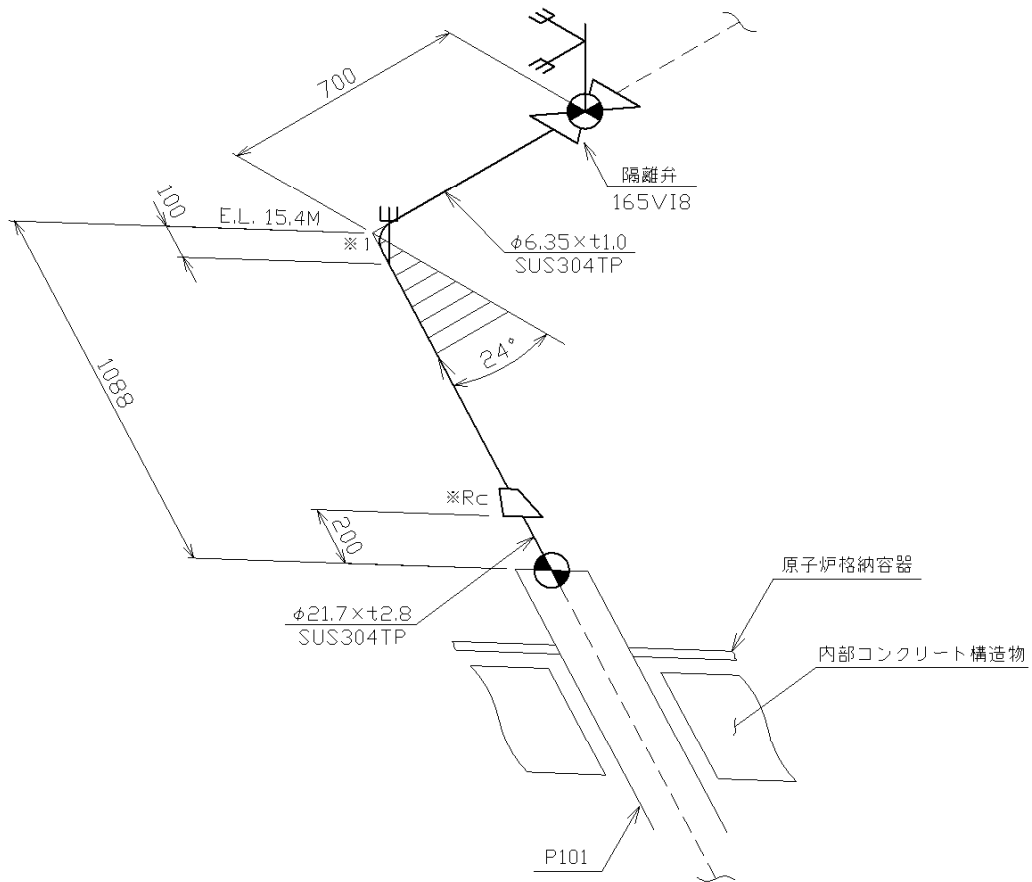 700
隔離弁
165VI8
100
E.L. 15.4M
※1
φ6.35×t1.0
SUS304TP
24°
1088
※Rc
200
原子炉格納容器
φ21.7×t2.8
SUS304TP
内部コンクリート構造物
P101